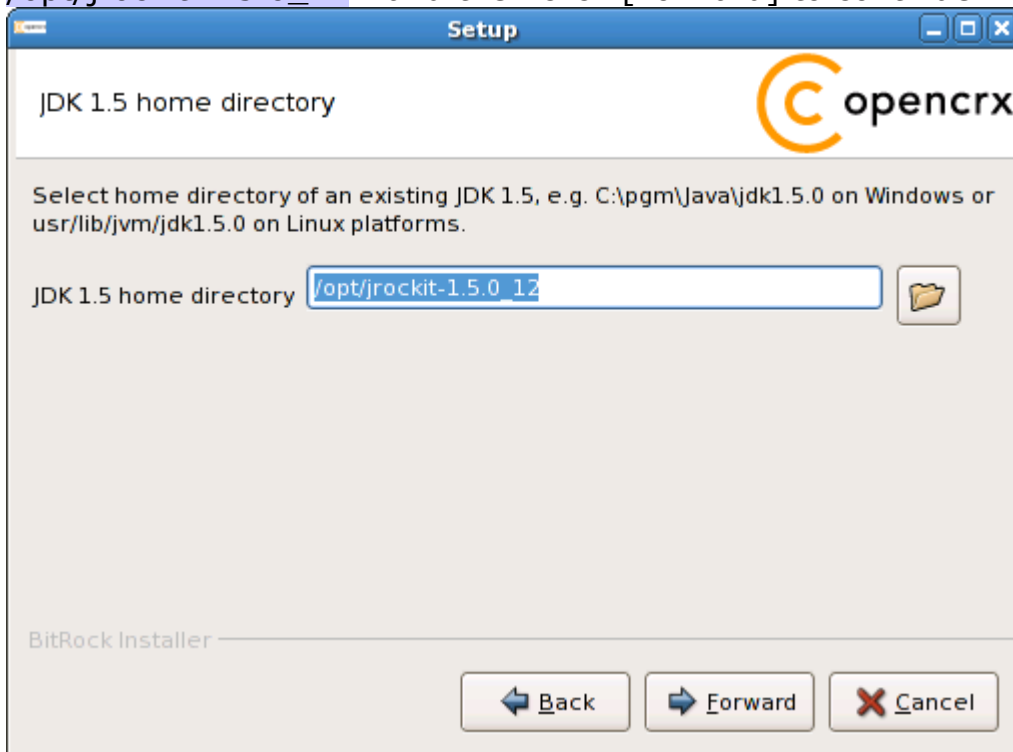 Setup
JDK 1.5 home directory
opencrx
Select home directory of an existing JDK 1.5, e.g. C:\pgm\Java\jdk1.5.0 on Windows or
usr/lib/jvm/jdk1.5.0 on Linux platforms.
JDK 1.5 home directory /opt/jrockit-1.5.0_12
BitRock Installer
Back Forward Cancel